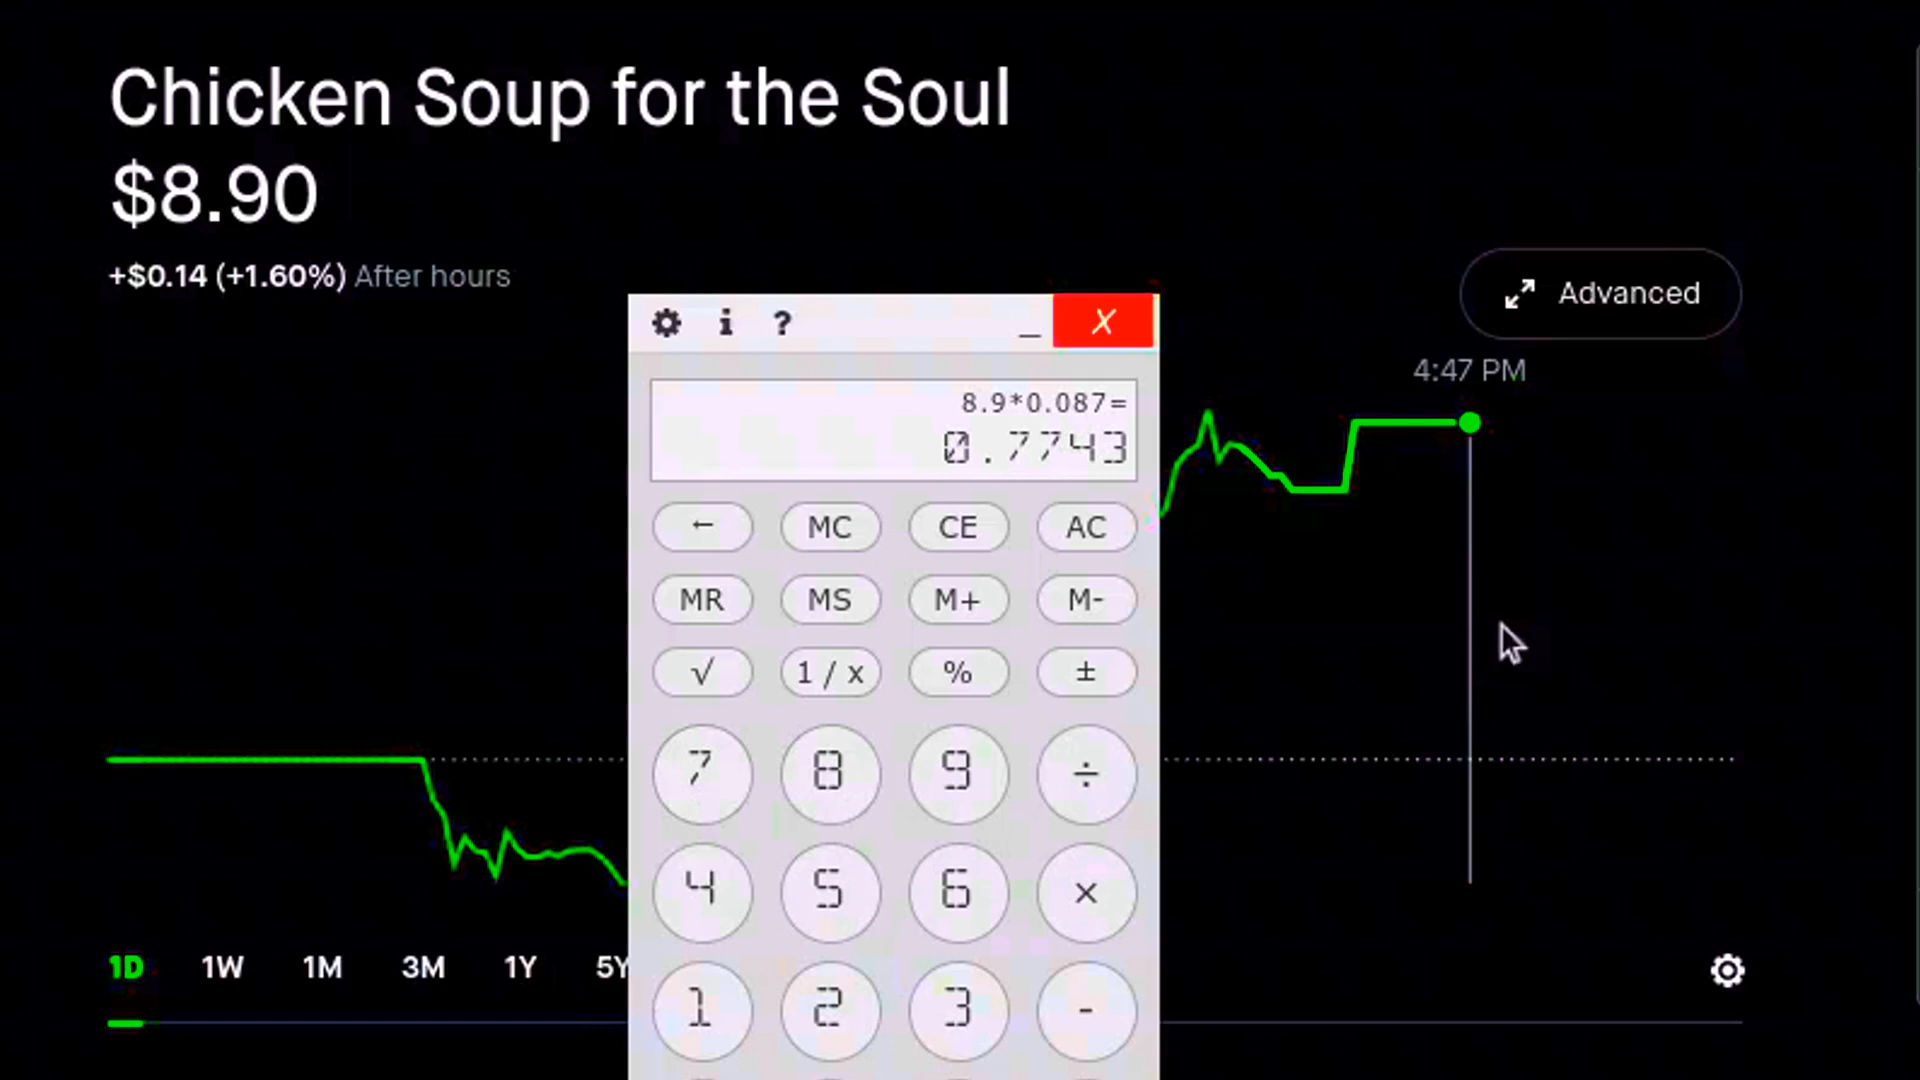 Chicken Soup for the Soul
$8.90
+$0.14 (+1.60%) After hours
Advanced
4:47 PM
i ? _ X
8.9*0.087=
0.7743
← MC CE AC
MR MS M+ M-
√ 1/x % ±
7 8 9 ÷
4 5 6 ×
1D 1W 1M 3M 1Y 5Y
1 2 3 -